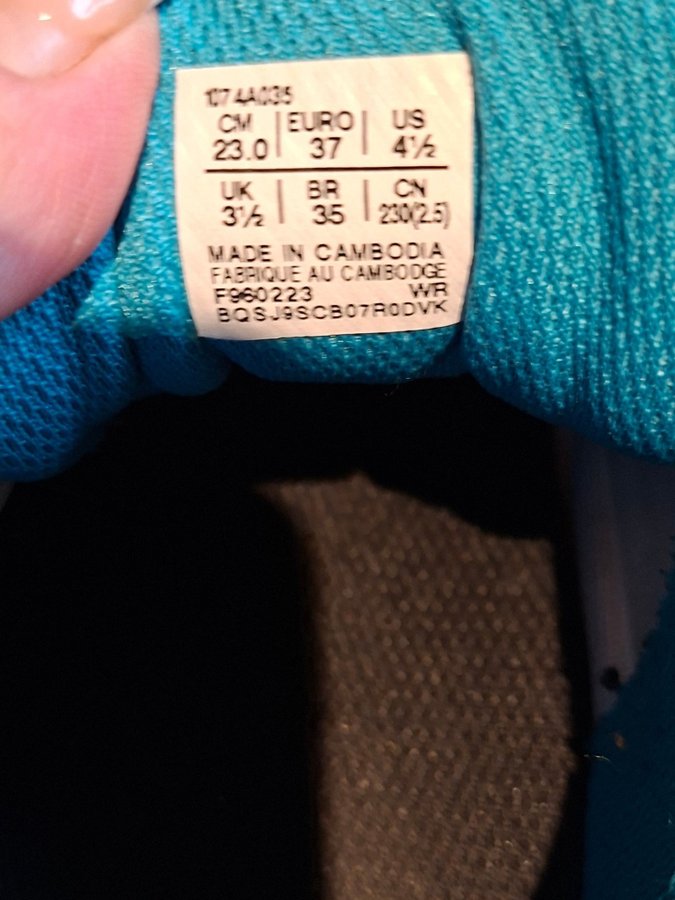 1074A035
CM | EURO | US
23.0 | 37 | 4½
UK | BR | CN
3½ | 35 | 230(2.5)
MADE IN CAMBODIA
FABRIQUE AU CAMBODGE
F960223 WR
BQSJ9SCB07R0DVK